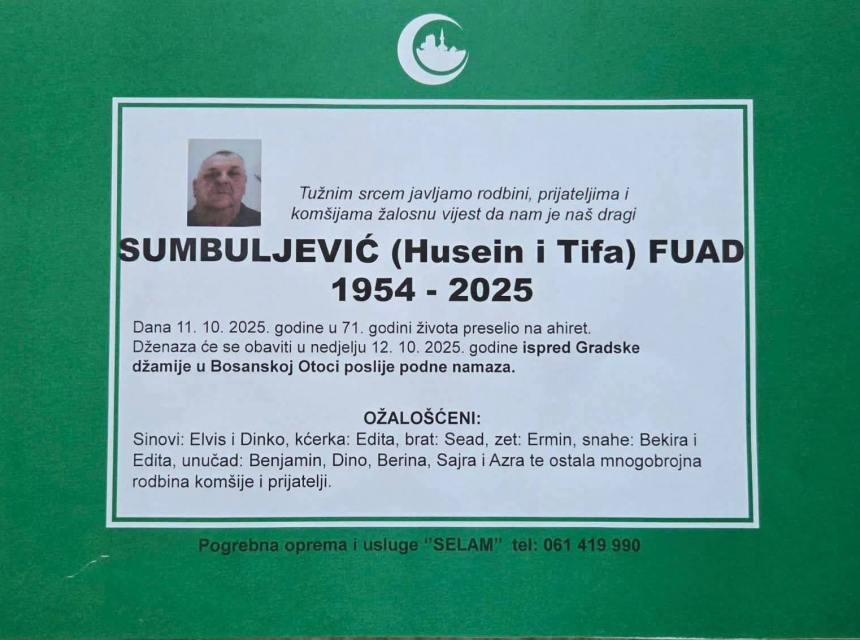 Tužnim srcem javljamo rodbini, prijateljima i
komšijama žalosnu vijest da nam je naš dragi
SUMBULJEVIĆ (Husein i Tifa) FUAD
1954 - 2025
Dana 11. 10. 2025. godine u 71. godini života preselio na ahiret.
Dženaza će se obaviti u nedjelju 12. 10. 2025. godine ispred Gradske
džamije u Bosanskoj Otoci poslije podne namaza.
OŽALOŠĆENI:
Sinovi: Elvis i Dinko, kćerka: Edita, brat: Sead, zet: Ermin, snahe: Bekira i
Edita, unučad: Benjamin, Dino, Berina, Sajra i Azra te ostala mnogobrojna
rodbina komšije i prijatelji.
Pogrebna oprema i usluge "SELAM" tel: 061 419 990